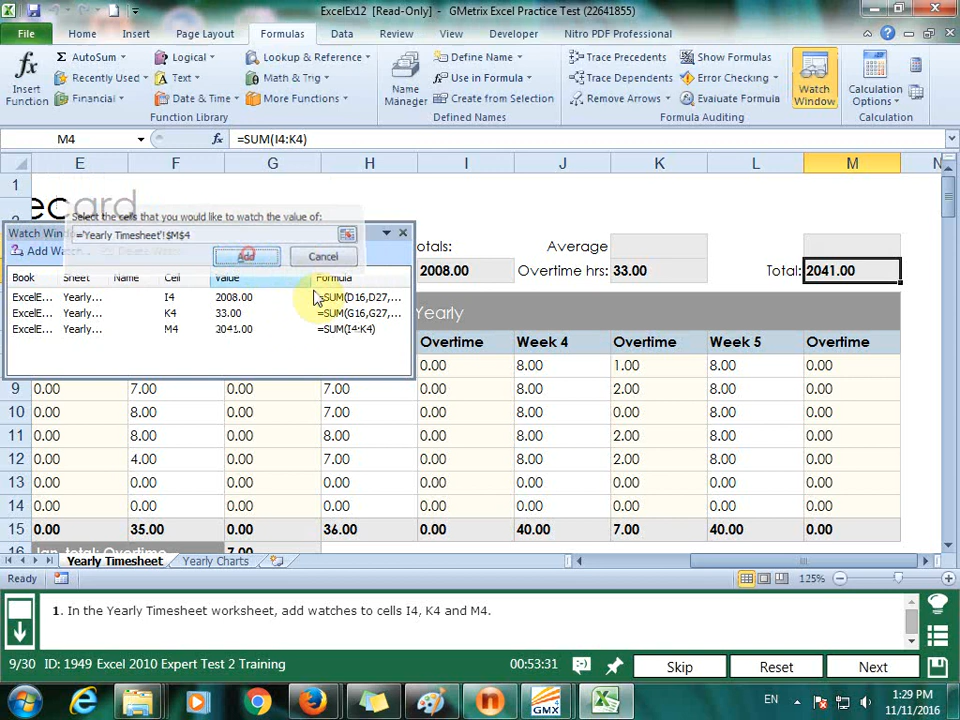 ExcelEx12 [Read-Only] - GMetrix Excel Practice Test (22641855)
File Home Insert Page Layout Formulas Data Review View Developer Nitro PDF Professional
fx Insert Function
AutoSum
Recently Used
Financial
Logical
Text
Date & Time
Lookup & Reference
Math & Trig
More Functions
Function Library
Name Manager
Define Name
Use in Formula
Create from Selection
Defined Names
Trace Precedents
Trace Dependents
Remove Arrows
Show Formulas
Error Checking
Evaluate Formula
Formula Auditing
Watch Window
Calculation Options
Calculation
M4 fx =SUM(I4:K4)
E F G H I J K L M N
1
ecard
Select the cells that you would like to watch the value of:
='Yearly Timesheet'!$M$4
Add Cancel
Book Sheet Name Cell Value Formula
ExcelE... Yearly... I4 2008.00 =SUM(D16,D27,...
ExcelE... Yearly... K4 33.00 =SUM(G16,G27,...
ExcelE... Yearly... M4 2041.00 =SUM(I4:K4)
otals: Average
2008.00 Overtime hrs: 33.00 Total: 2041.00
Yearly
Overtime Week 4 Overtime Week 5 Overtime
0.00 8.00 1.00 8.00 0.00
9 0.00 7.00 0.00 7.00 0.00 8.00 2.00 8.00 0.00
10 0.00 8.00 0.00 7.00 0.00 8.00 0.00 8.00 0.00
11 0.00 8.00 0.00 8.00 0.00 8.00 2.00 8.00 0.00
12 0.00 4.00 0.00 7.00 0.00 8.00 2.00 8.00 0.00
13 0.00 0.00 0.00 0.00 0.00 0.00 0.00 0.00 0.00
14 0.00 0.00 0.00 0.00 0.00 0.00 0.00 0.00 0.00
15 0.00 35.00 0.00 36.00 0.00 40.00 7.00 40.00 0.00
16 Jan. total: Overtime 7.00
Yearly Timesheet Yearly Charts
Ready 125%
1. In the Yearly Timesheet worksheet, add watches to cells I4, K4 and M4.
9/30 ID: 1949 Excel 2010 Expert Test 2 Training 00:53:31 Skip Reset Next
GMX
EN 1:29 PM
11/11/2016